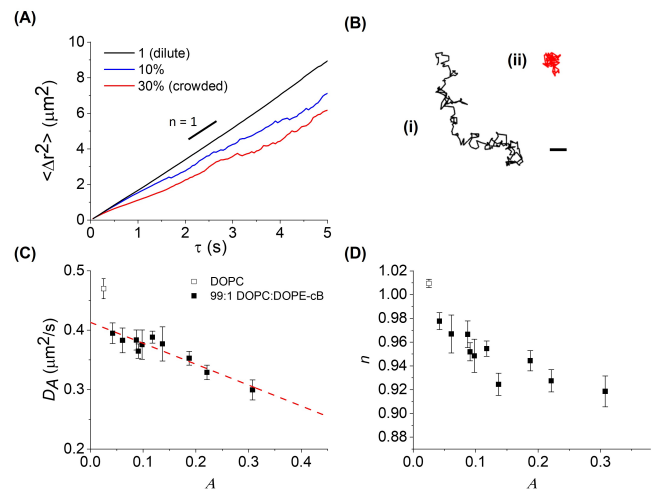 (A)
1 (dilute)
10%
30% (crowded)
n = 1
<Δr²> (μm²)
10
8
6
4
2
0
0 1 2 3 4 5
τ (s)
(B)
(i)
(ii)
(C)
DOPC
99:1 DOPC:DOPE-cB
D_A (μm²/s)
0.5
0.4
0.3
0.2
0.0 0.1 0.2 0.3 0.4
A
(D)
n
1.02
1.00
0.98
0.96
0.94
0.92
0.90
0.88
0.0 0.1 0.2 0.3
A